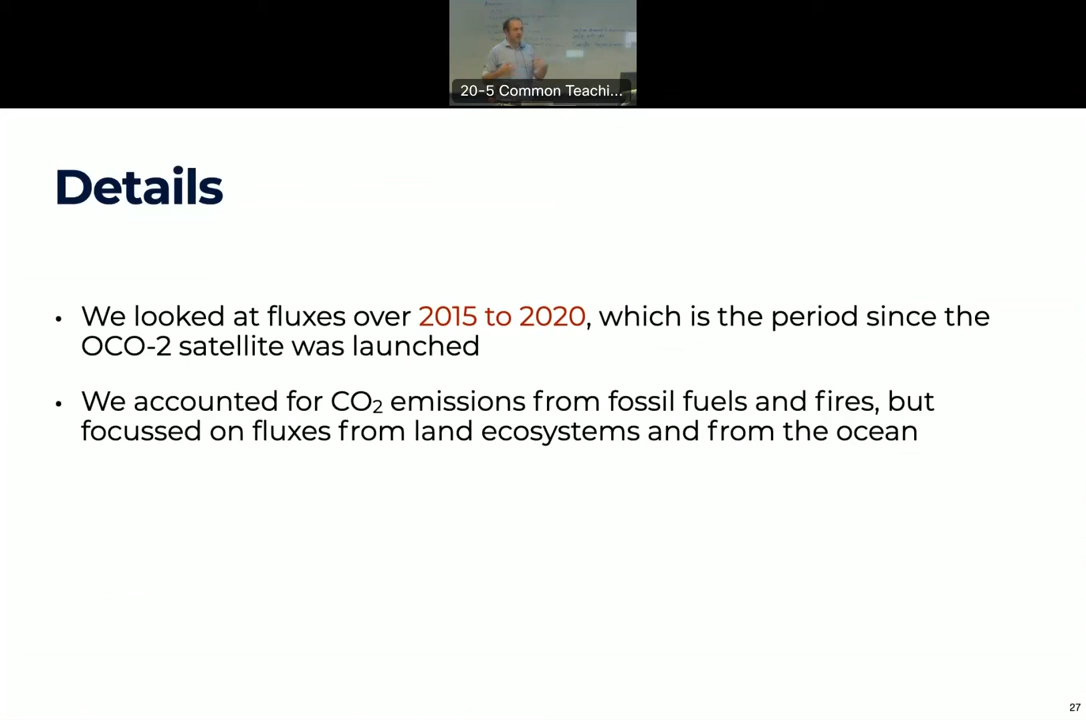 20-5 Common Teachi...
Details
• We looked at fluxes over 2015 to 2020, which is the period since the
OCO-2 satellite was launched
• We accounted for CO₂ emissions from fossil fuels and fires, but
focussed on fluxes from land ecosystems and from the ocean
27